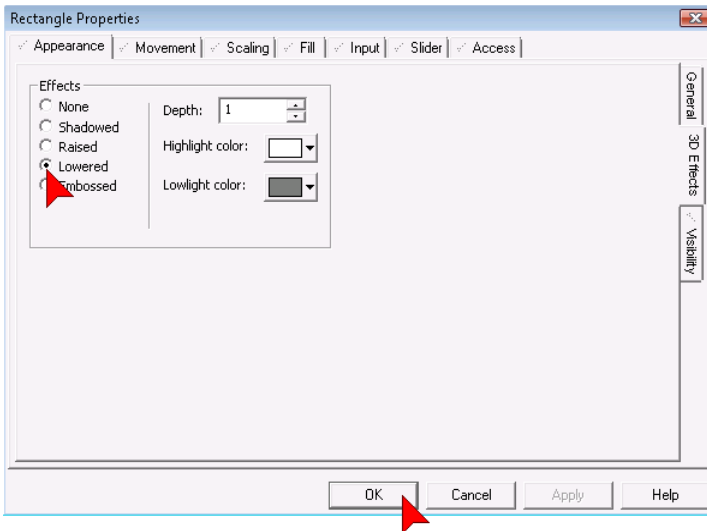 Rectangle Properties
Appearance Movement Scaling Fill Input Slider Access
Effects
None
Shadowed
Raised
Lowered
Embossed
Depth: 1
Highlight color:
Lowlight color:
General
3D Effects
Visibility
OK Cancel Apply Help